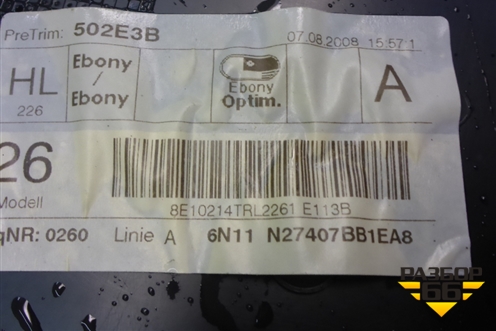 PreTrim: 502E3B 07.08.2008 15:57 1
HL
226
Ebony
/
Ebony
Ebony
Optim.
A
26
Modell
8E10214TRL2261 E113B
qNR: 0260 Linie A 6N11 N27407BB1EA8
РАЗБОР
66